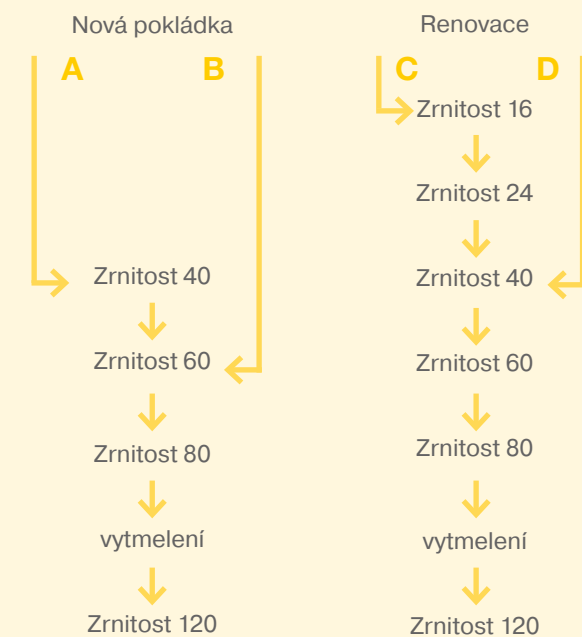 Nová pokládka
A
B
Zrnitost 40
Zrnitost 60
Zrnitost 80
vytmelení
Zrnitost 120
Renovace
C
D
Zrnitost 16
Zrnitost 24
Zrnitost 40
Zrnitost 60
Zrnitost 80
vytmelení
Zrnitost 120